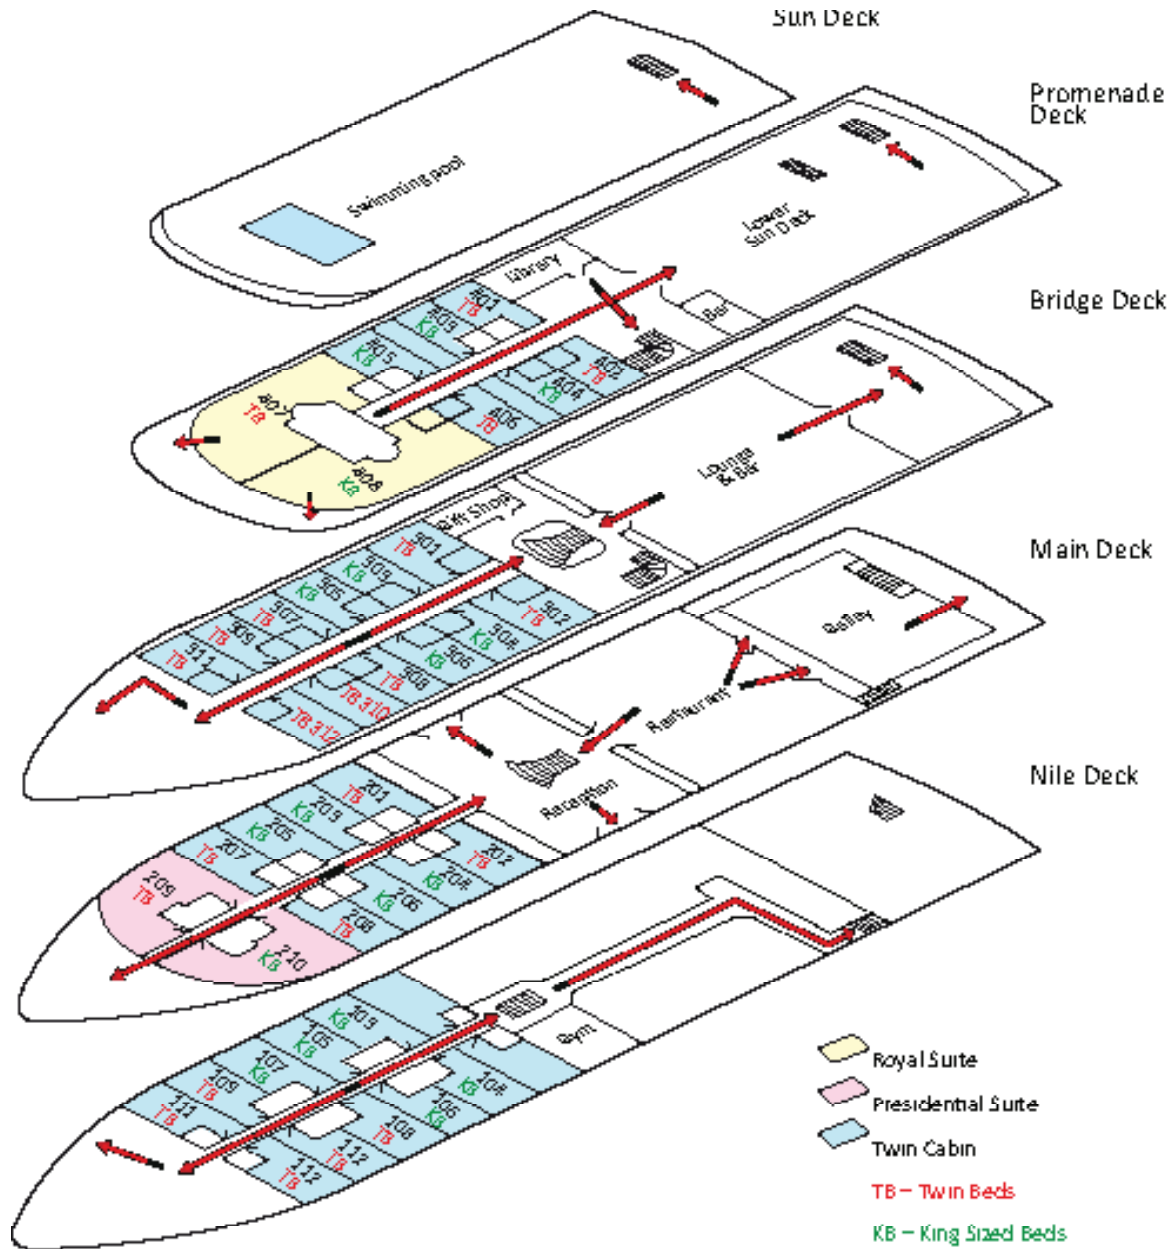 Sun Deck
Promenade
Deck
Swimming pool
Lower
Sun Deck
Library
Bar
401
TB
403
KB
405
KB
407
TB
408
KB
402
TB
404
KB
406
TB
Bridge Deck
Lounge
& Bar
Gift Shop
301
TB
303
KB
305
KB
307
TB
309
TB
311
TB
302
TB
304
KB
306
KB
308
TB
TB 310
TB 312
Main Deck
Galley
Restaurant
Reception
201
TB
203
KB
205
KB
207
TB
209
TB
202
TB
204
KB
206
KB
208
TB
210
KB
Nile Deck
Gym
103
KB
105
KB
107
KB
109
TB
111
TB
104
KB
106
KB
108
TB
112
TB
112
TB
Royal Suite
Presidential Suite
Twin Cabin
TB – Twin Beds
KB – King Sized Beds